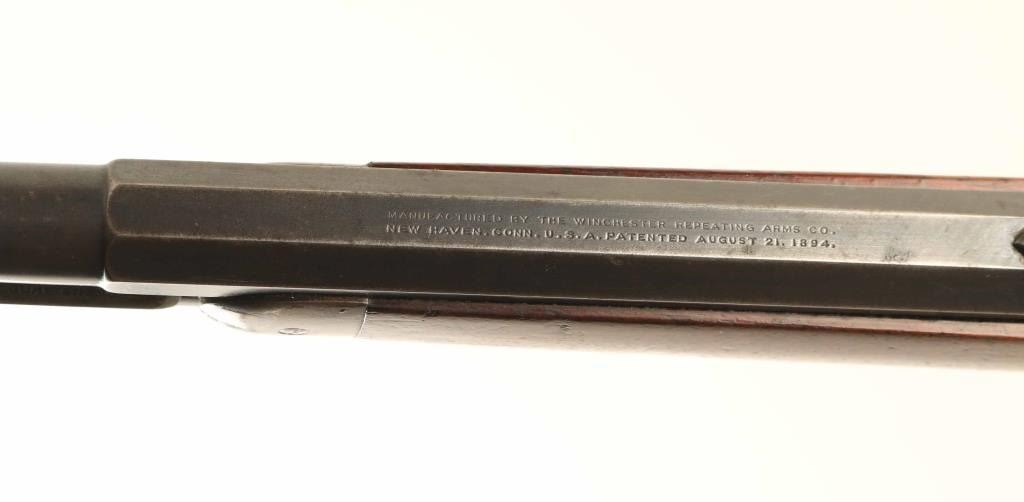 MANUFACTURED BY THE WINCHESTER REPEATING ARMS CO.
NEW HAVEN. CONN. U. S. A. PATENTED AUGUST 21. 1894.